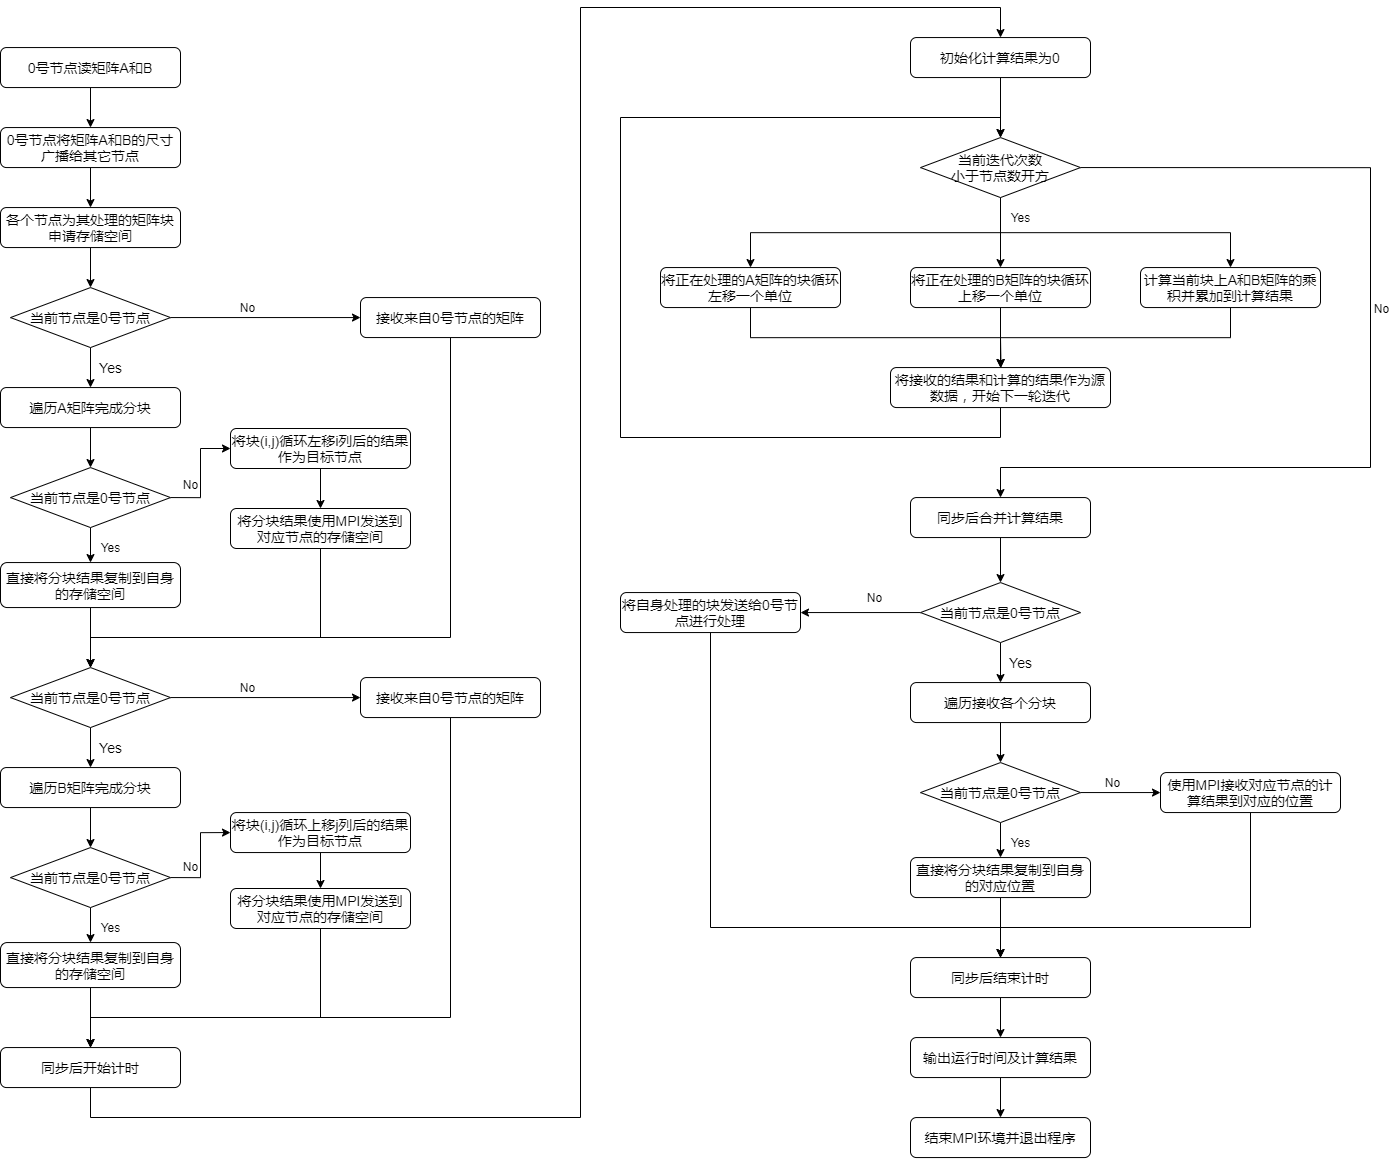 0号节点读矩阵A和B
0号节点将矩阵A和B的尺寸
广播给其它节点
各个节点为其处理的矩阵块
申请存储空间
当前节点是0号节点
No
接收来自0号节点的矩阵
Yes
遍历A矩阵完成分块
当前节点是0号节点
No
将块(i,j)循环左移i列后的结果
作为目标节点
将分块结果使用MPI发送到
对应节点的存储空间
Yes
直接将分块结果复制到自身
的存储空间
当前节点是0号节点
No
接收来自0号节点的矩阵
Yes
遍历B矩阵完成分块
当前节点是0号节点
No
将块(i,j)循环上移j列后的结果
作为目标节点
将分块结果使用MPI发送到
对应节点的存储空间
Yes
直接将分块结果复制到自身
的存储空间
同步后开始计时
初始化计算结果为0
当前迭代次数
小于节点数开方
Yes
No
将正在处理的A矩阵的块循环
左移一个单位
将正在处理的B矩阵的块循环
上移一个单位
计算当前块上A和B矩阵的乘
积并累加到计算结果
将接收的结果和计算的结果作为源
数据，开始下一轮迭代
同步后合并计算结果
当前节点是0号节点
No
将自身处理的块发送给0号节
点进行处理
Yes
遍历接收各个分块
当前节点是0号节点
No
使用MPI接收对应节点的计
算结果到对应的位置
Yes
直接将分块结果复制到自身
的对应位置
同步后结束计时
输出运行时间及计算结果
结束MPI环境并退出程序